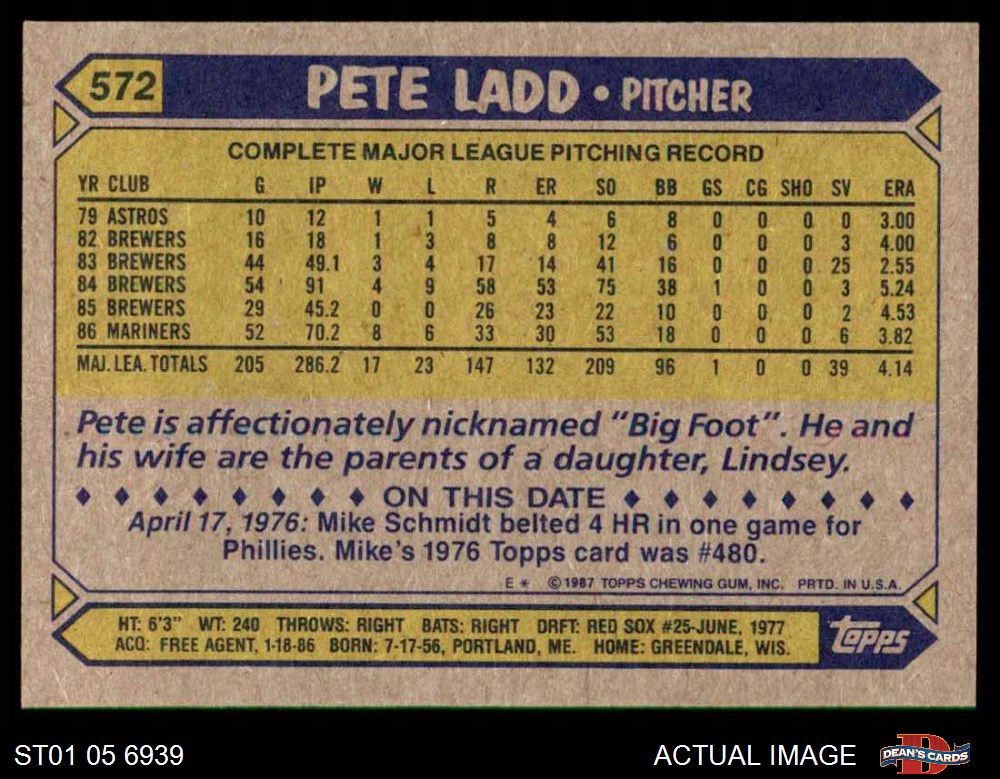 572 PETE LADD • PITCHER
COMPLETE MAJOR LEAGUE PITCHING RECORD
YR CLUB G IP W L R ER SO BB GS CG SHO SV ERA
79 ASTROS 10 12 1 1 5 4 6 8 0 0 0 0 3.00
82 BREWERS 16 18 1 3 8 8 12 6 0 0 0 3 4.00
83 BREWERS 44 49.1 3 4 17 14 41 16 0 0 0 25 2.55
84 BREWERS 54 91 4 9 58 53 75 38 1 0 0 3 5.24
85 BREWERS 29 45.2 0 0 26 23 22 10 0 0 0 2 4.53
86 MARINERS 52 70.2 8 6 33 30 53 18 0 0 0 6 3.82
MAJ. LEA. TOTALS 205 286.2 17 23 147 132 209 96 1 0 0 39 4.14
Pete is affectionately nicknamed "Big Foot". He and
his wife are the parents of a daughter, Lindsey.
♦ ♦ ♦ ♦ ♦ ♦ ♦ ♦ ON THIS DATE ♦ ♦ ♦ ♦ ♦ ♦ ♦ ♦
April 17, 1976: Mike Schmidt belted 4 HR in one game for
Phillies. Mike's 1976 Topps card was #480.
E * © 1987 TOPPS CHEWING GUM, INC. PRTD. IN U.S.A.
HT: 6'3" WT: 240 THROWS: RIGHT BATS: RIGHT DRFT: RED SOX #25-JUNE, 1977
ACQ: FREE AGENT, 1-18-86 BORN: 7-17-56, PORTLAND, ME. HOME: GREENDALE, WIS.
topps
ST01 05 6939
ACTUAL IMAGE
D
DEAN'S CARDS